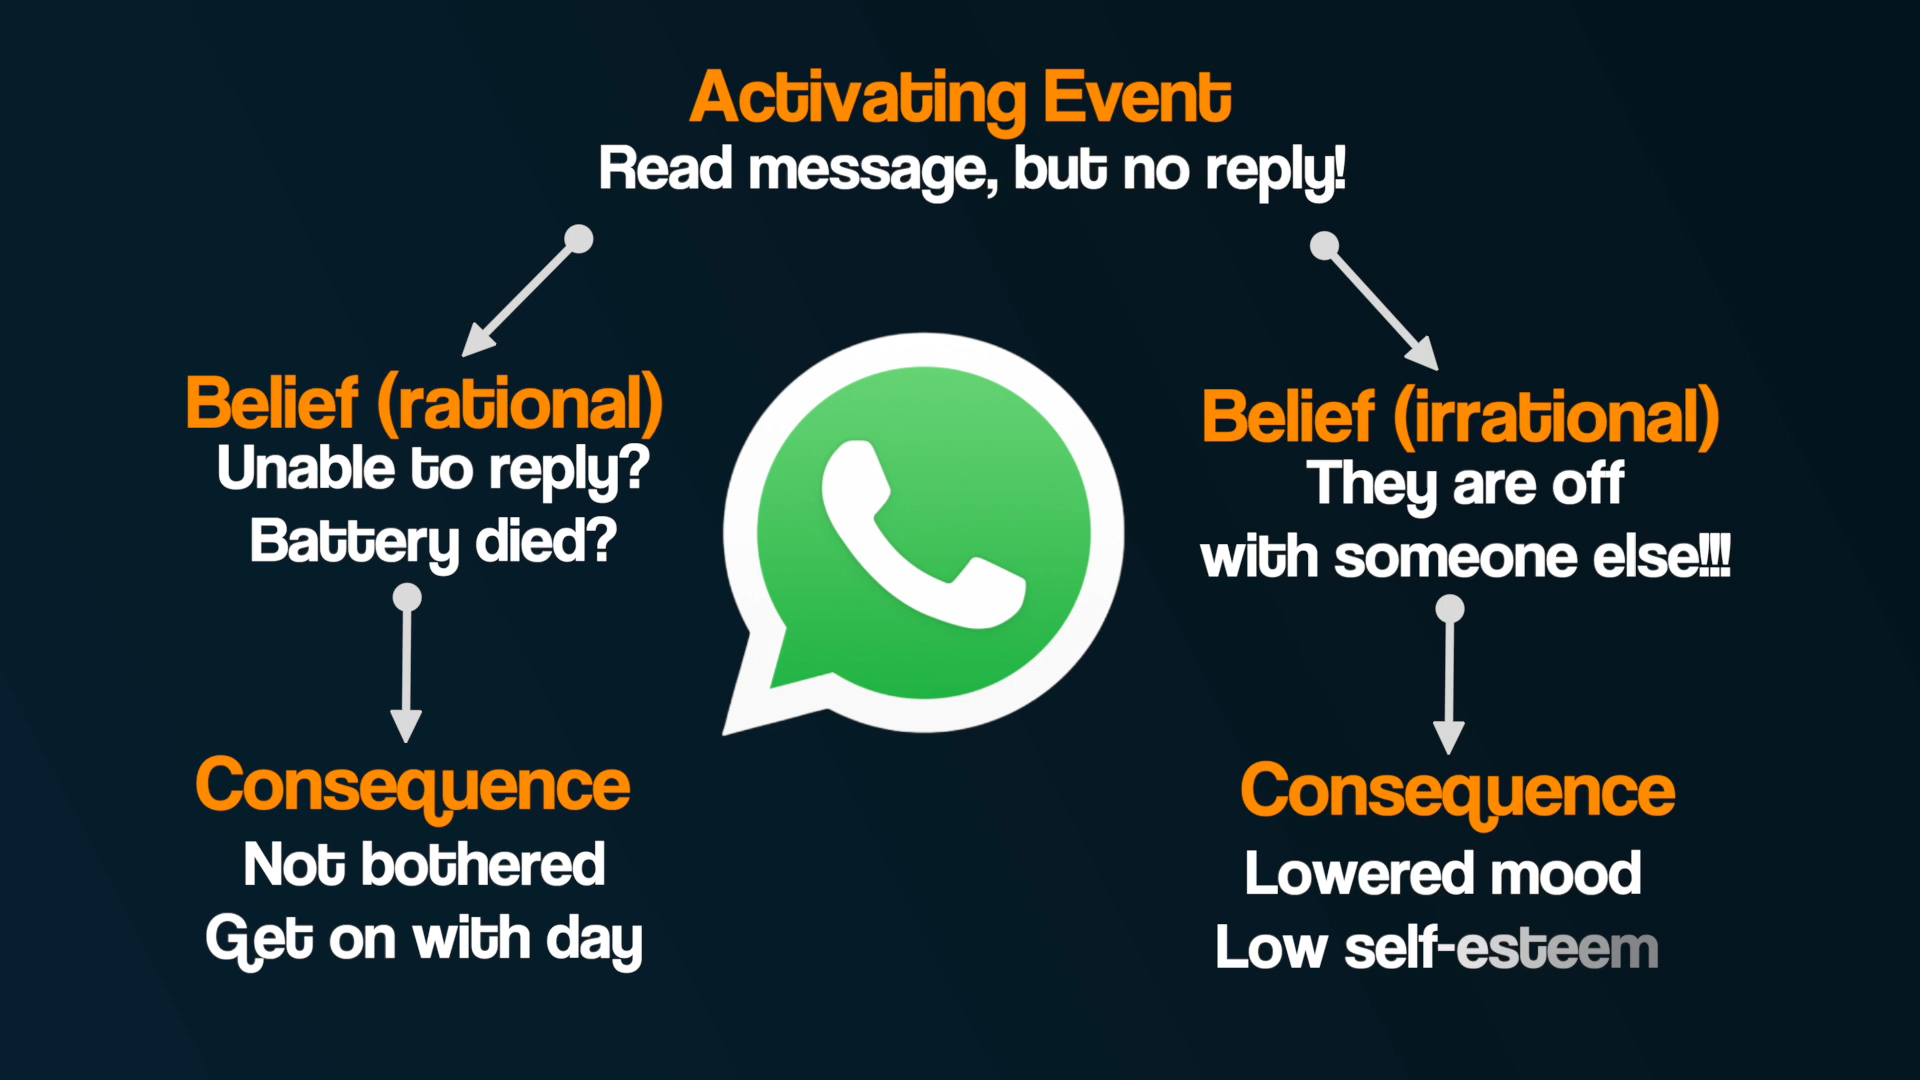 Activating Event
Read message, but no reply!
Belief (rational)
Unable to reply?
Battery died?
Consequence
Not bothered
Get on with day
Belief (irrational)
They are off
with someone else!!!
Consequence
Lowered mood
Low self-esteem